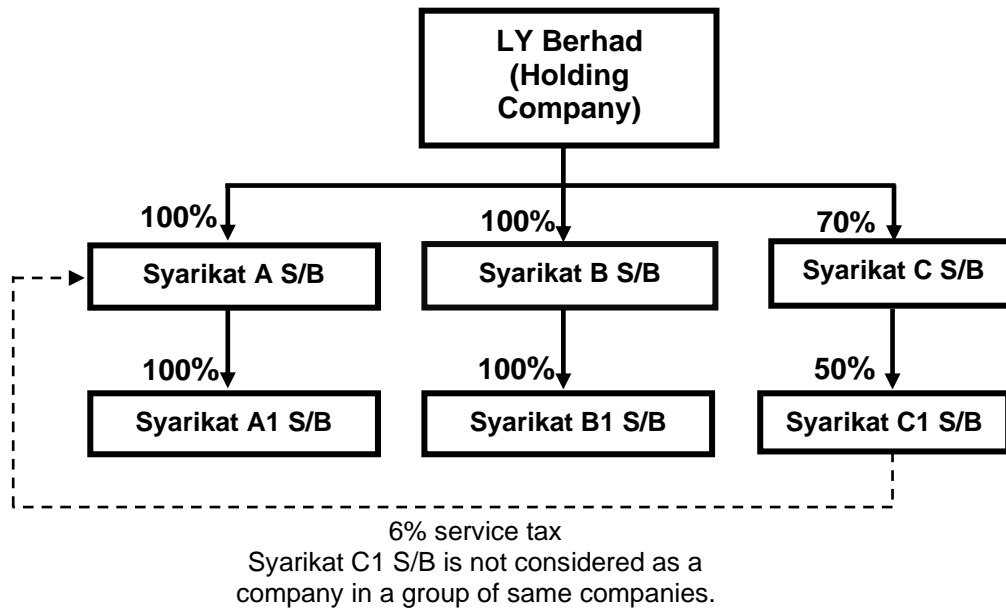 LY Berhad
(Holding
Company)
100%
100%
70%
Syarikat A S/B
Syarikat B S/B
Syarikat C S/B
100%
100%
50%
Syarikat A1 S/B
Syarikat B1 S/B
Syarikat C1 S/B
6% service tax
Syarikat C1 S/B is not considered as a
company in a group of same companies.